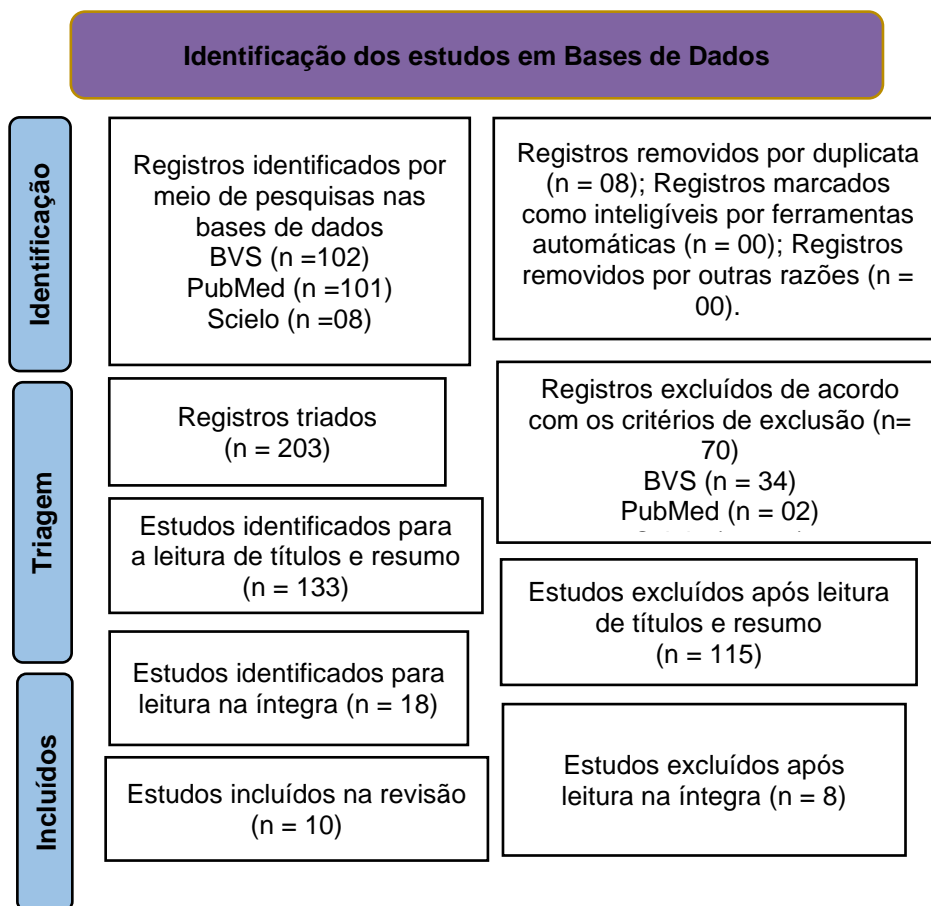 Identificação dos estudos em Bases de Dados
Identificação
Registros identificados por
meio de pesquisas nas
bases de dados
BVS (n =102)
PubMed (n =101)
Scielo (n =08)
Registros removidos por duplicata
(n = 08); Registros marcados
como inteligíveis por ferramentas
automáticas (n = 00); Registros
removidos por outras razões (n =
00).
Triagem
Registros triados
(n = 203)
Registros excluídos de acordo
com os critérios de exclusão (n=
70)
BVS (n = 34)
PubMed (n = 02)
Estudos identificados para
a leitura de títulos e resumo
(n = 133)
Estudos excluídos após leitura
de títulos e resumo
(n = 115)
Estudos identificados para
leitura na íntegra (n = 18)
Incluídos
Estudos excluídos após
leitura na íntegra (n = 8)
Estudos incluídos na revisão
(n = 10)